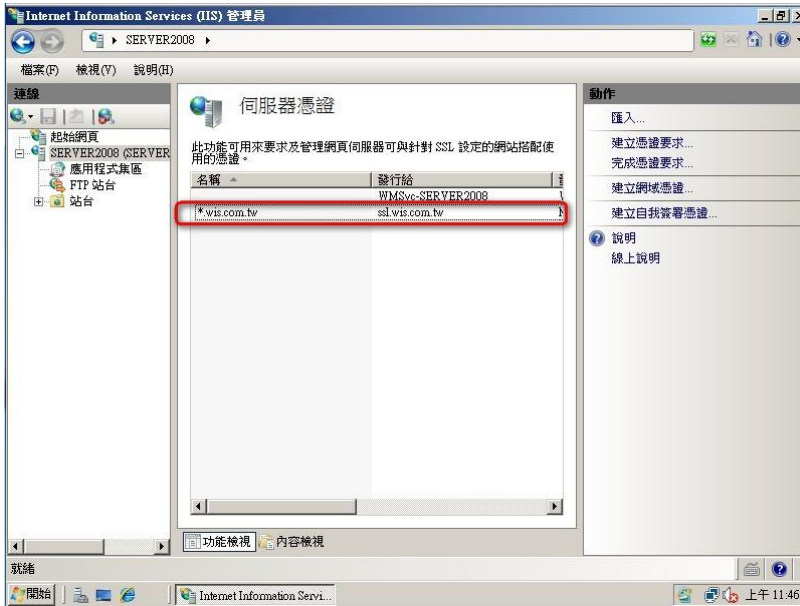 Internet Information Services (IIS) 管理員
SERVER2008
檔案(F) 檢視(V) 說明(H)
連線
起始網頁
SERVER2008 (SERVER
應用程式集區
FTP 站台
站台
伺服器憑證
此功能可用來要求及管理網頁伺服器可與針對 SSL 設定的網站搭配使
用的憑證。
名稱 發行給
WMSvc-SERVER2008
*.wis.com.tw ssl.wis.com.tw
功能檢視 內容檢視
動作
匯入...
建立憑證要求...
完成憑證要求...
建立網域憑證...
建立自我簽署憑證...
說明
線上說明
就緒
開始 Internet Information Servi... 上午 11:46